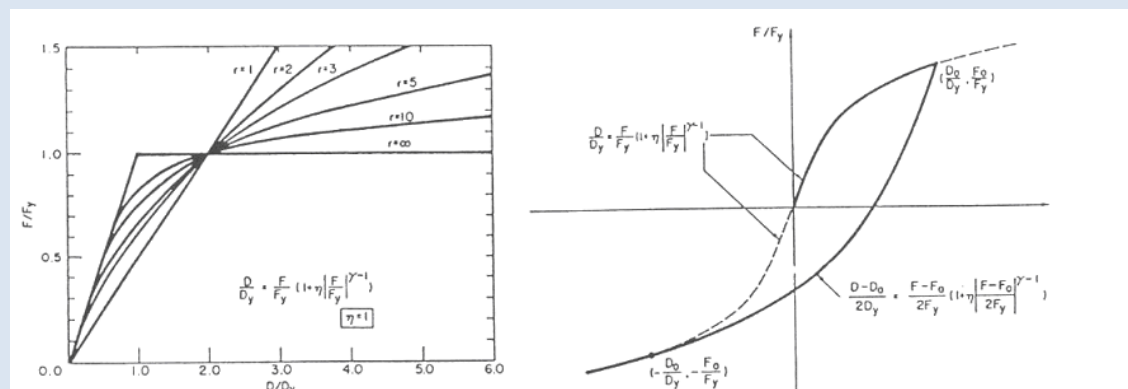 1.5
1.0
0.5
0.0
F/Fy
r=1
r=2
r=3
r=5
r=10
r=∞
D/Dy = F/Fy (1+η|F/Fy|^γ-1)
η=1
1.0 2.0 3.0 4.0 5.0 6.0
D/Dy
F/Fy
(D₀/Dy, F₀/Fy)
D/Dy = F/Fy (1+η|F/Fy|^γ-1)
D-D₀/2Dy = F-F₀/2Fy (1+η|F-F₀/2Fy|^γ-1)
(-D₀/Dy, -F₀/Fy)